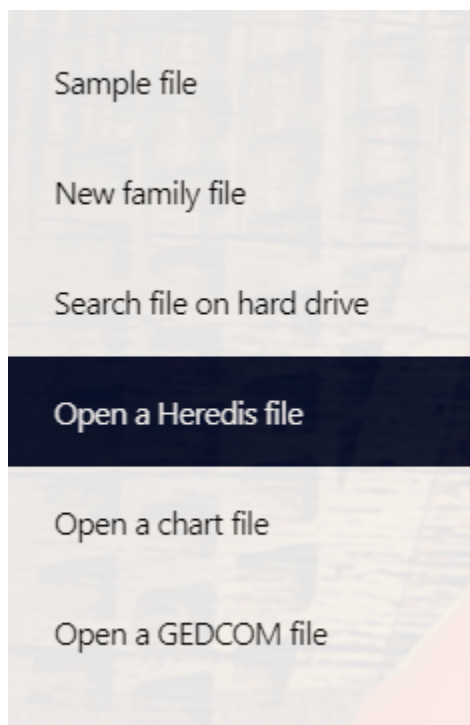 Sample file
New family file
Search file on hard drive
Open a Heredis file
Open a chart file
Open a GEDCOM file